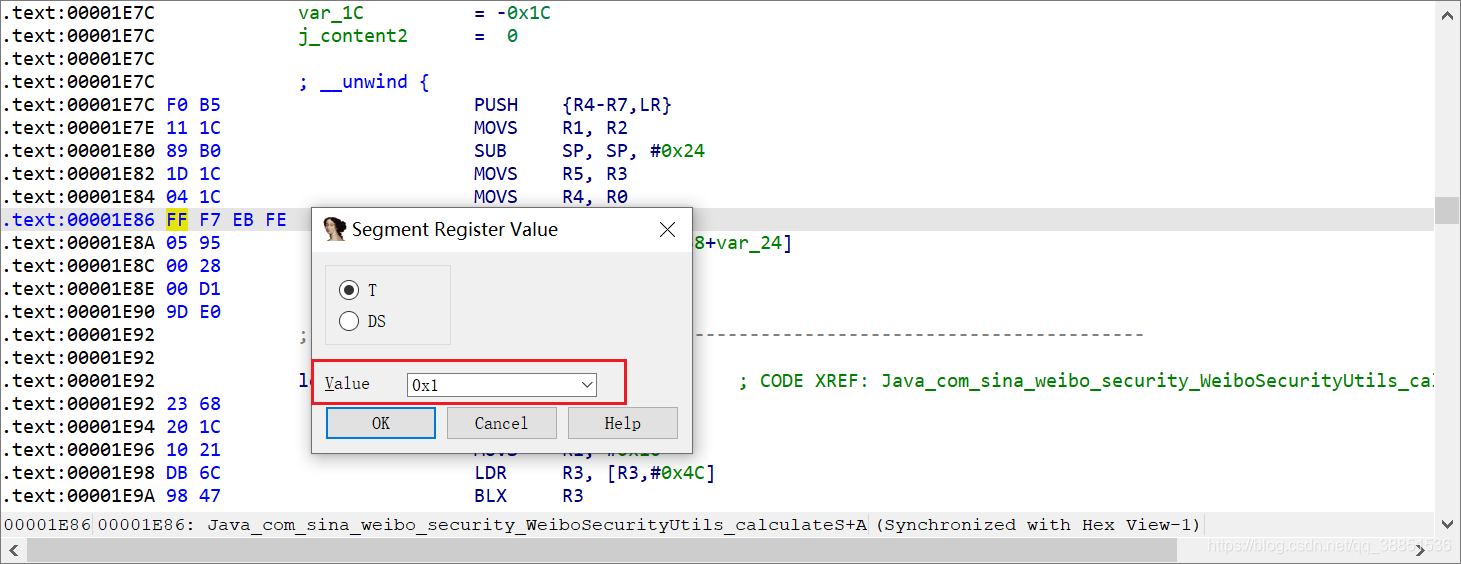 .text:00001E7C var_1C = -0x1C
.text:00001E7C j_content2 = 0
.text:00001E7C
.text:00001E7C ; __unwind {
.text:00001E7C F0 B5 PUSH {R4-R7,LR}
.text:00001E7E 11 1C MOVS R1, R2
.text:00001E80 89 B0 SUB SP, SP, #0x24
.text:00001E82 1D 1C MOVS R5, R3
.text:00001E84 04 1C MOVS R4, R0
.text:00001E86 FF F7 EB FE
.text:00001E8A 05 95 8+var_24]
.text:00001E8C 00 28
.text:00001E8E 00 D1
.text:00001E90 9D E0
.text:00001E92 ; ----------------------------------------
.text:00001E92
.text:00001E92 ; CODE XREF: Java_com_sina_weibo_security_WeiboSecurityUtils_cal
.text:00001E92 23 68
.text:00001E94 20 1C
.text:00001E96 10 21
.text:00001E98 DB 6C LDR R3, [R3,#0x4C]
.text:00001E9A 98 47 BLX R3
Segment Register Value
T
DS
Value 0x1
OK Cancel Help
00001E86 00001E86: Java_com_sina_weibo_security_WeiboSecurityUtils_calculateS+A (Synchronized with Hex View-1)
https://blog.csdn.net/qq_38851536